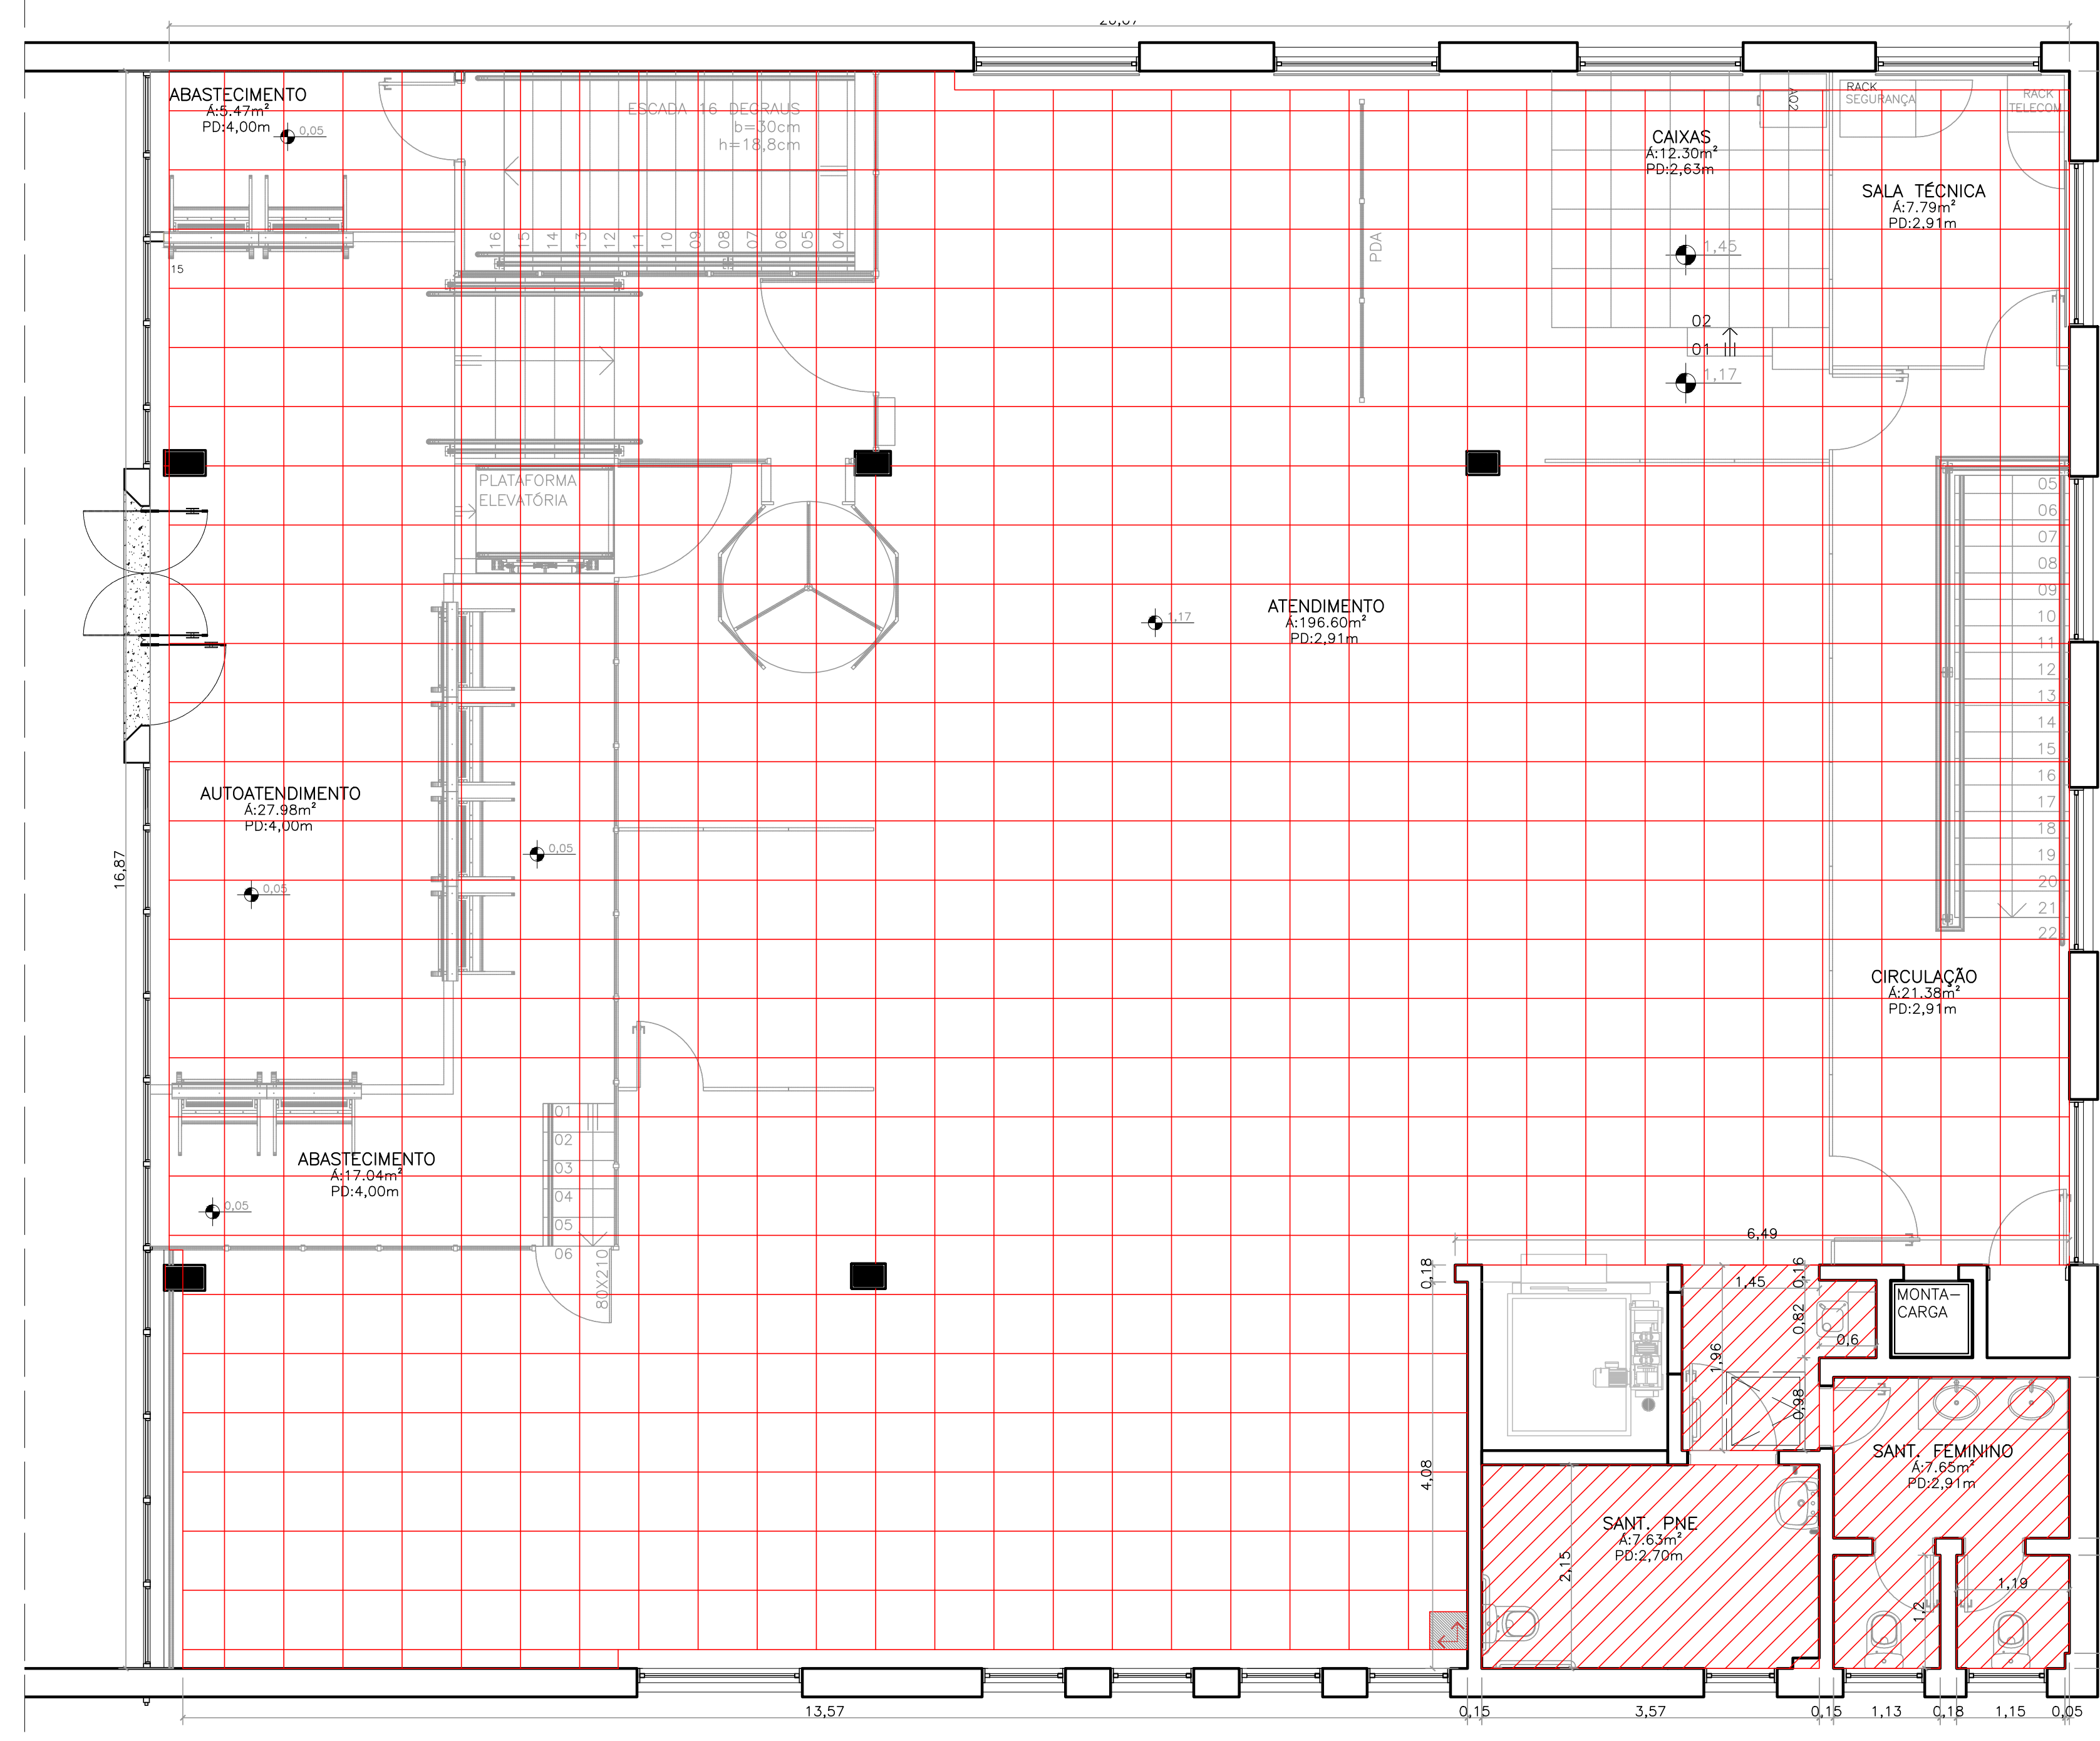 ABASTECIMENTO
Á:5.47m²
PD:4,00m
0,05
15
ESCADA 16 DEGRAUS
b=30cm
h=18,8cm
16
15
14
13
12
11
10
09
08
07
06
05
04
PDA
CAIXAS
Á:12.30m²
PD:2,63m
AQ2
RACK
SEGURANÇA
RACK
TELECOM
SALA TÉCNICA
Á:7.79m²
PD:2,91m
1,45
02
01
1,17
PLATAFORMA
ELEVATÓRIA
ATENDIMENTO
Á:196.60m²
PD:2,91m
1,17
05
06
07
08
09
10
11
12
13
14
15
16
17
18
19
20
21
22
AUTOATENDIMENTO
Á:27.98m²
PD:4,00m
0,05
0,05
16,87
CIRCULAÇÃO
Á:21.38m²
PD:2,91m
ABASTECIMENTO
Á:17.04m²
PD:4,00m
0,05
01
02
03
04
05
06
80X210
6,49
0,18
4,08
1,45
0,16
0,82
1,96
0,98
0,6
MONTA-
CARGA
SANT. FEMININO
Á:7.65m²
PD:2,91m
SANT. PNE
Á:7.63m²
PD:2,70m
2,15
1,2
1,19
13,57
0,15
3,57
0,15
1,13
0,18
1,15
0,05